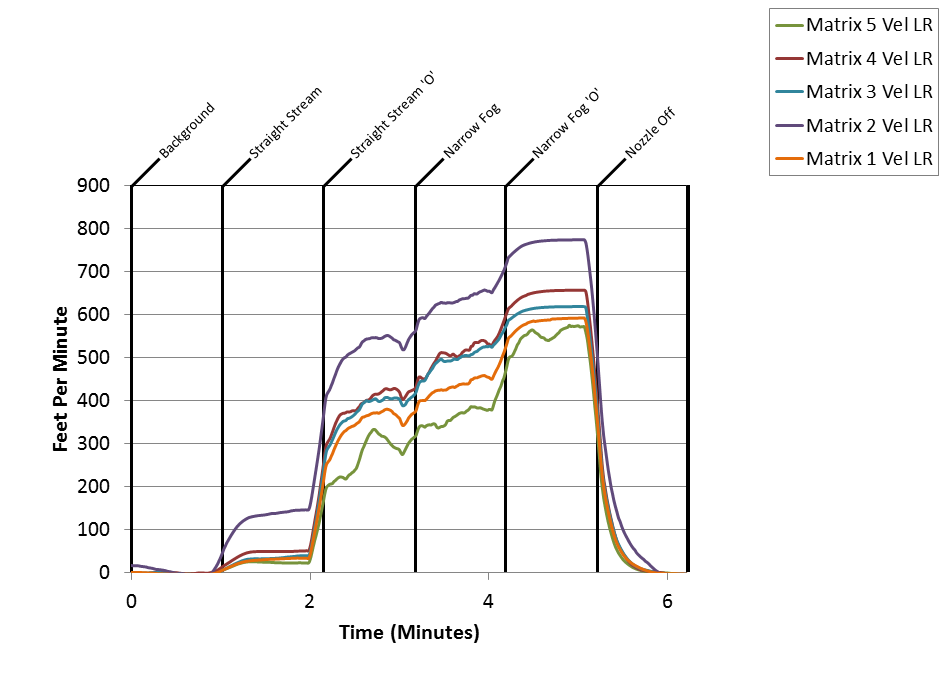 Matrix 5 Vel LR
Matrix 4 Vel LR
Matrix 3 Vel LR
Matrix 2 Vel LR
Matrix 1 Vel LR
Background
Straight Stream
Straight Stream 'O'
Narrow Fog
Narrow Fog 'O'
Nozzle Off
900
800
700
600
500
400
300
200
100
0
Feet Per Minute
0 2 4 6
Time (Minutes)